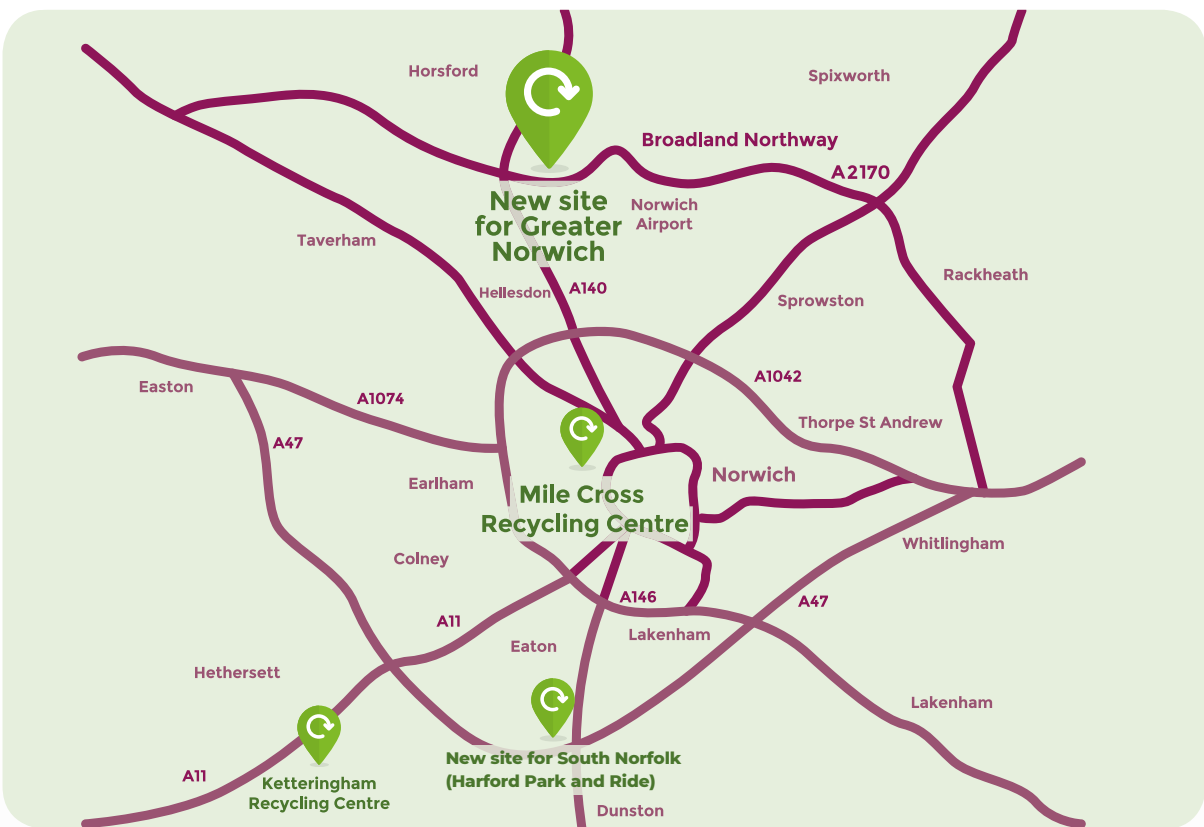 Horsford
Spixworth
Broadland Northway
A2170
New site
for Greater
Norwich
Norwich
Airport
Taverham
Rackheath
Hellesdon
A140
Sprowston
Easton
A1074
A1042
Thorpe St Andrew
A47
Earlham
Norwich
Mile Cross
Recycling Centre
Colney
Whitlingham
A146
A47
A11
Eaton
Lakenham
Hethersett
Lakenham
New site for South Norfolk
(Harford Park and Ride)
A11
Ketteringham
Recycling Centre
Dunston